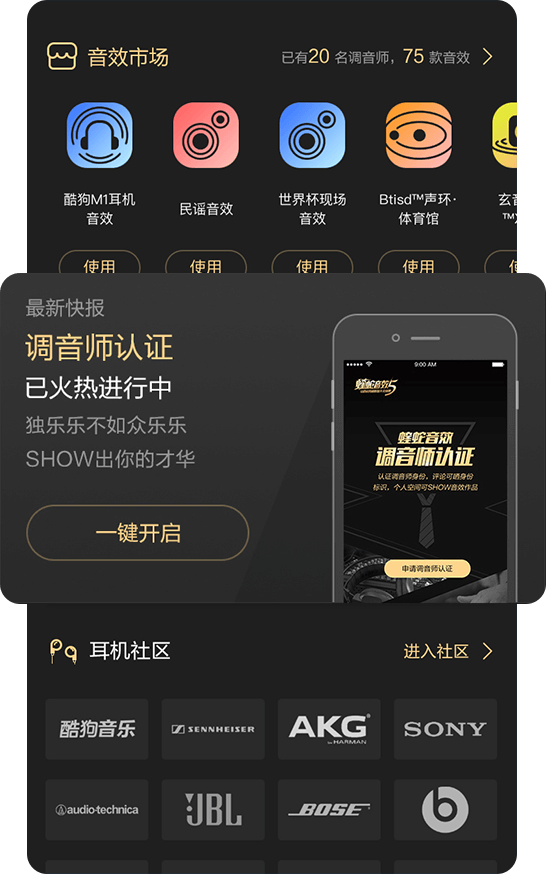 音效市场
已有20 名调音师，75 款音效
酷狗M1耳机
音效
民谣音效
世界杯现场
音效
Btisd™声环·
体育馆
使用
使用
使用
使用
最新快报
调音师认证
已火热进行中
独乐乐不如众乐乐
SHOW出你的才华
一键开启
9:00 AM
蝰蛇音效5
蝰蛇音效
调音师认证
认证调音师身份，评论可晒身份
标识，个人空间可SHOW音效作品
申请调音师认证
耳机社区
进入社区
酷狗音乐
SENNHEISER
AKG
by HARMAN
SONY
audio-technica
JBL
BOSE
b